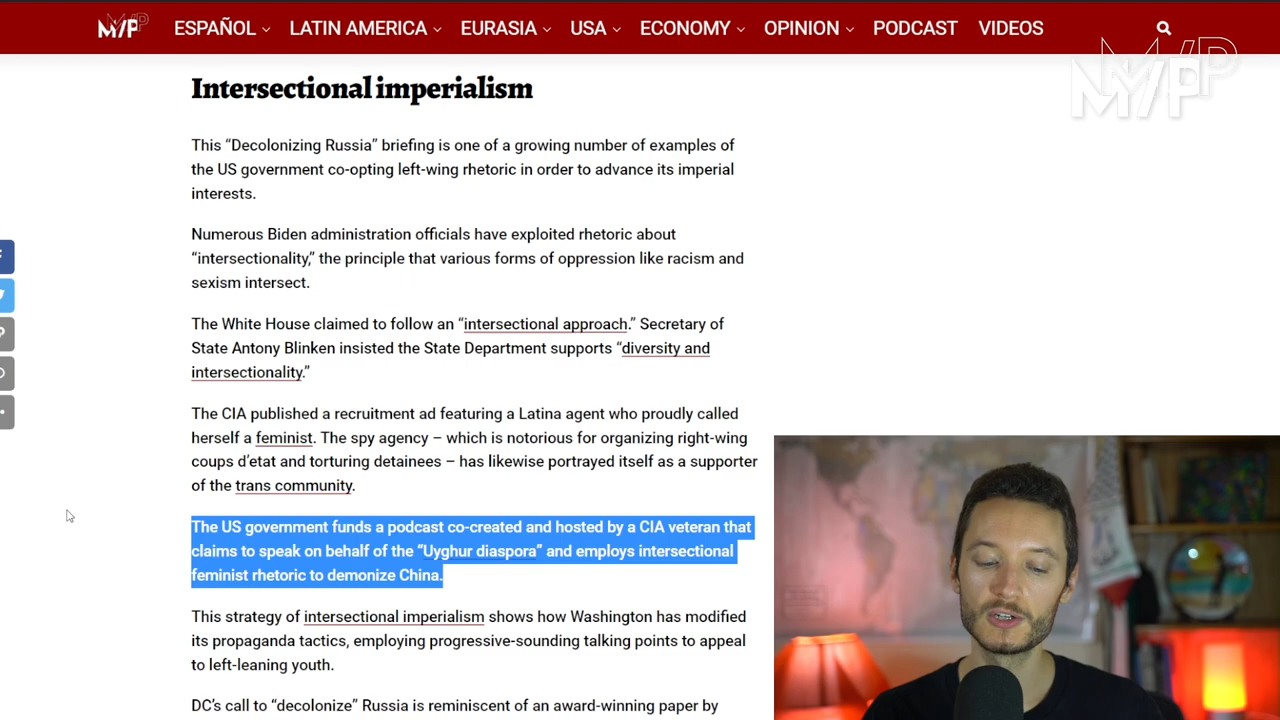 M/P ESPAÑOL LATIN AMERICA EURASIA USA ECONOMY OPINION PODCAST VIDEOS
M/P
Intersectional imperialism
This “Decolonizing Russia” briefing is one of a growing number of examples of
the US government co-opting left-wing rhetoric in order to advance its imperial
interests.
Numerous Biden administration officials have exploited rhetoric about
“intersectionality,” the principle that various forms of oppression like racism and
sexism intersect.
The White House claimed to follow an “intersectional approach.” Secretary of
State Antony Blinken insisted the State Department supports “diversity and
intersectionality.”
The CIA published a recruitment ad featuring a Latina agent who proudly called
herself a feminist. The spy agency – which is notorious for organizing right-wing
coups d’etat and torturing detainees – has likewise portrayed itself as a supporter
of the trans community.
The US government funds a podcast co-created and hosted by a CIA veteran that
claims to speak on behalf of the “Uyghur diaspora” and employs intersectional
feminist rhetoric to demonize China.
This strategy of intersectional imperialism shows how Washington has modified
its propaganda tactics, employing progressive-sounding talking points to appeal
to left-leaning youth.
DC’s call to “decolonize” Russia is reminiscent of an award-winning paper by